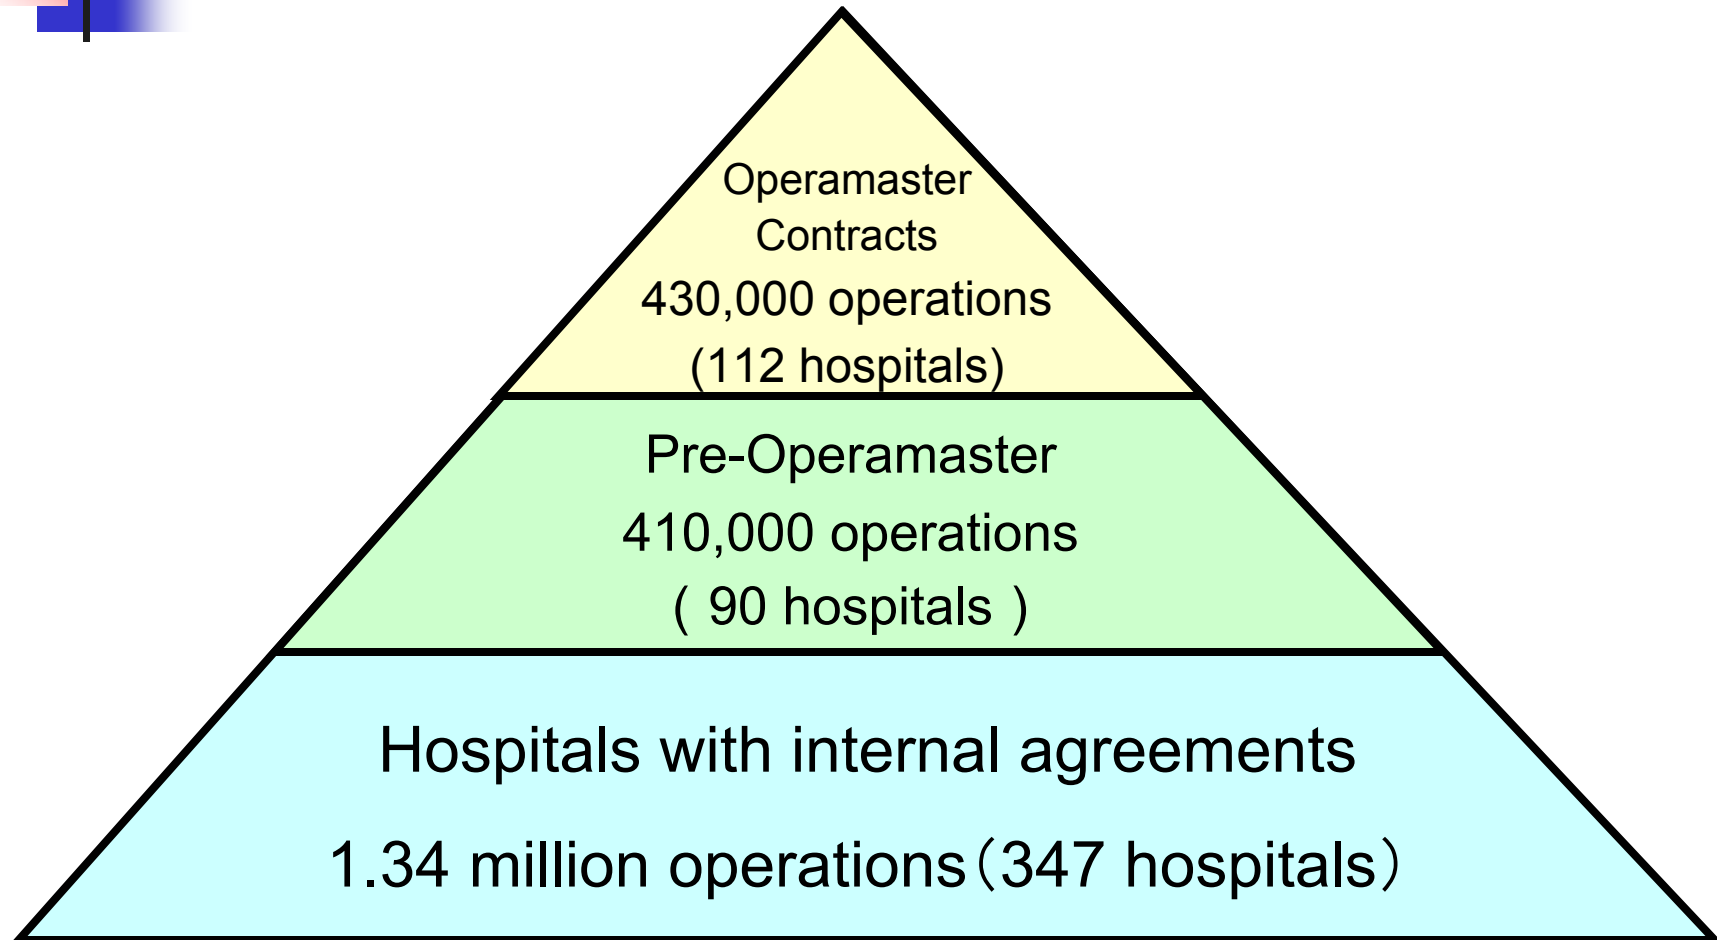 Operamaster
Contracts
430,000 operations
(112 hospitals)
Pre-Operamaster
410,000 operations
( 90 hospitals )
Hospitals with internal agreements
1.34 million operations（347 hospitals）